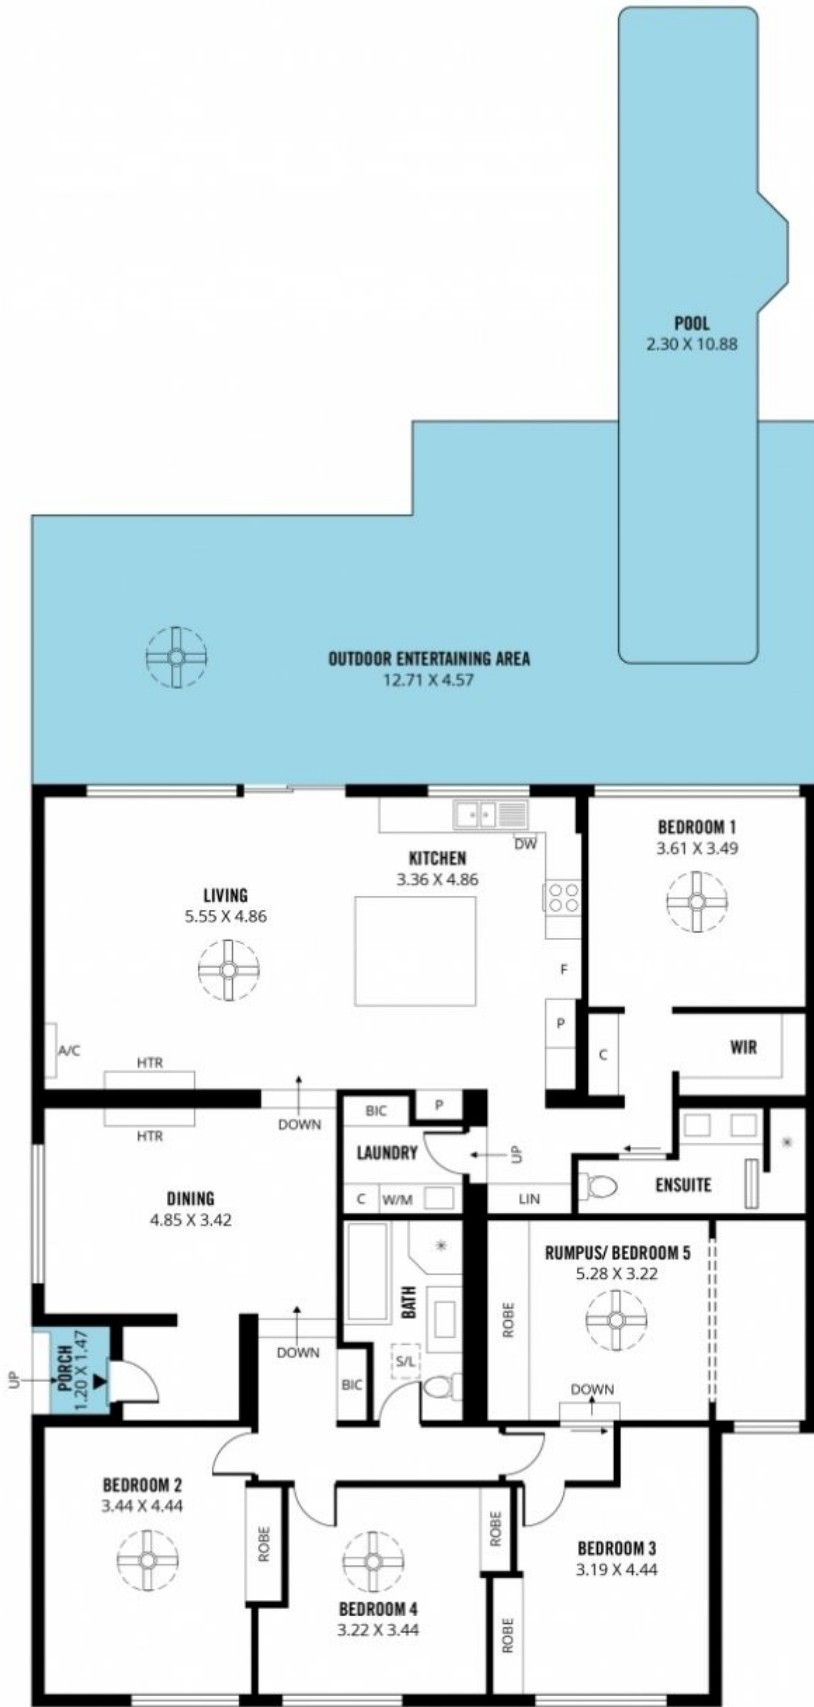 POOL
2.30 X 10.88
OUTDOOR ENTERTAINING AREA
12.71 X 4.57
DW
BEDROOM 1
3.61 X 3.49
KITCHEN
3.36 X 4.86
LIVING
5.55 X 4.86
F
P
A/C
HTR
C
WIR
HTR
DOWN
BIC
P
LAUNDRY
UP
C
W/M
LIN
ENSUITE
DINING
4.85 X 3.42
RUMPUS/ BEDROOM 5
5.28 X 3.22
ROBE
BATH
S/L
DOWN
BIC
DOWN
UP
PORCH
1.20 X 1.47
BEDROOM 2
3.44 X 4.44
ROBE
ROBE
BEDROOM 3
3.19 X 4.44
BEDROOM 4
3.22 X 3.44
ROBE